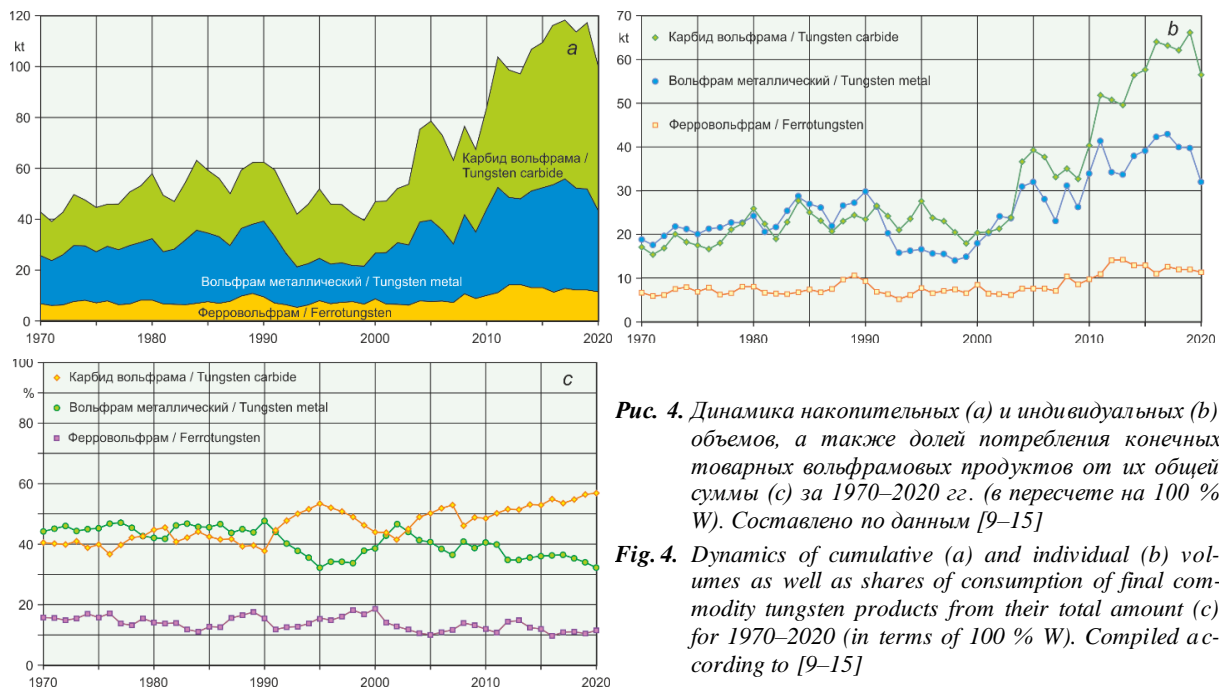 120
kt
100
80
60
40
20
0
a
Карбид вольфрама /
Tungsten carbide
Вольфрам металлический / Tungsten metal
Ферровольфрам / Ferrotungsten
1970 1980 1990 2000 2010 2020
70
kt
60
50
40
30
20
10
0
b
Карбид вольфрама / Tungsten carbide
Вольфрам металлический / Tungsten metal
Ферровольфрам / Ferrotungsten
1970 1980 1990 2000 2010 2020
100
%
80
60
40
20
0
c
Карбид вольфрама / Tungsten carbide
Вольфрам металлический / Tungsten metal
Ферровольфрам / Ferrotungsten
1970 1980 1990 2000 2010 2020
Рис. 4. Динамика накопительных (a) и индивидуальных (b)
объемов, а также долей потребления конечных
товарных вольфрамовых продуктов от их общей
суммы (c) за 1970–2020 гг. (в пересчете на 100 %
W). Составлено по данным [9–15]
Fig. 4. Dynamics of cumulative (a) and individual (b) vol-
umes as well as shares of consumption of final com-
modity tungsten products from their total amount (c)
for 1970–2020 (in terms of 100 % W). Compiled ac-
cording to [9–15]